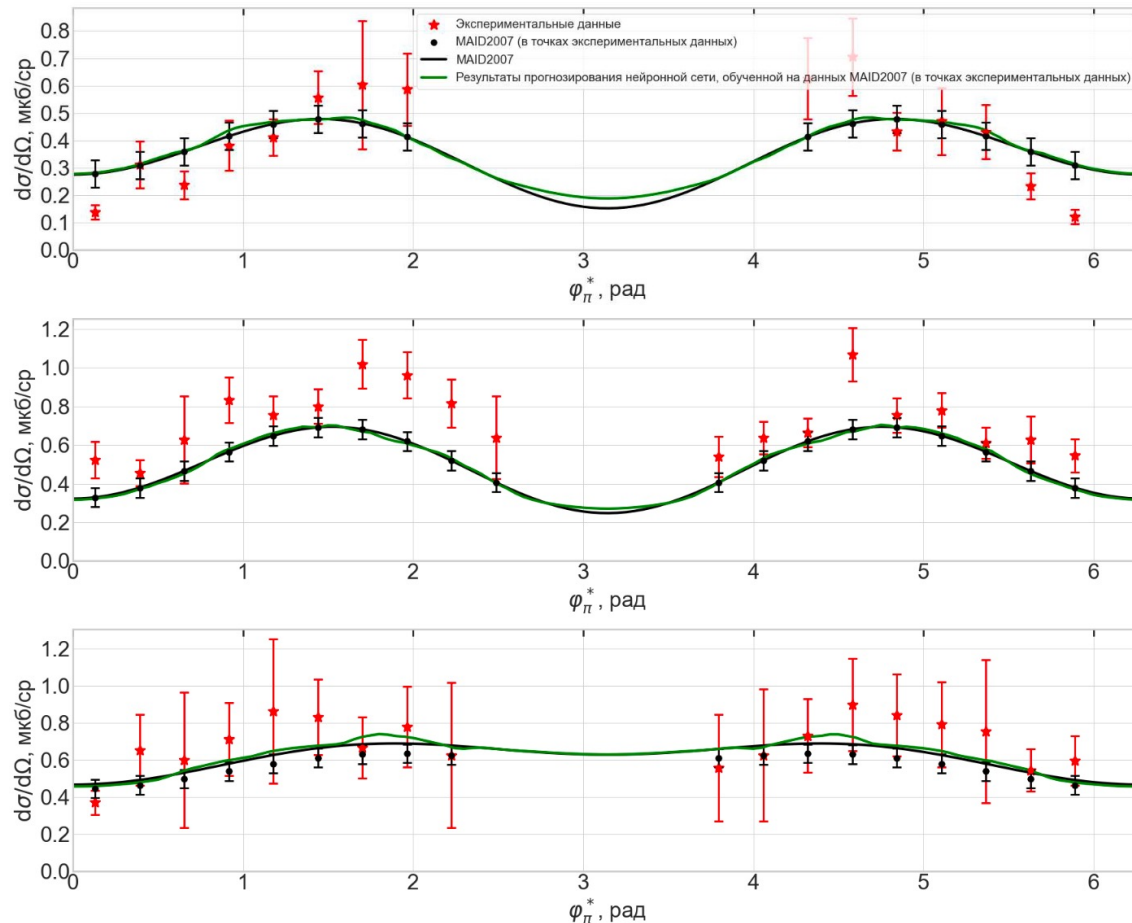 Экспериментальные данные
MAID2007 (в точках экспериментальных данных)
MAID2007
Результаты прогнозирования нейронной сети, обученной на данных MAID2007 (в точках экспериментальных данных)
dσ/dΩ, мкб/ср
0.8
0.7
0.6
0.5
0.4
0.3
0.2
0.1
0.0
0 1 2 3 4 5 6
φπ*, рад
dσ/dΩ, мкб/ср
1.2
1.0
0.8
0.6
0.4
0.2
0.0
0 1 2 3 4 5 6
φπ*, рад
dσ/dΩ, мкб/ср
1.2
1.0
0.8
0.6
0.4
0.2
0.0
0 1 2 3 4 5 6
φπ*, рад